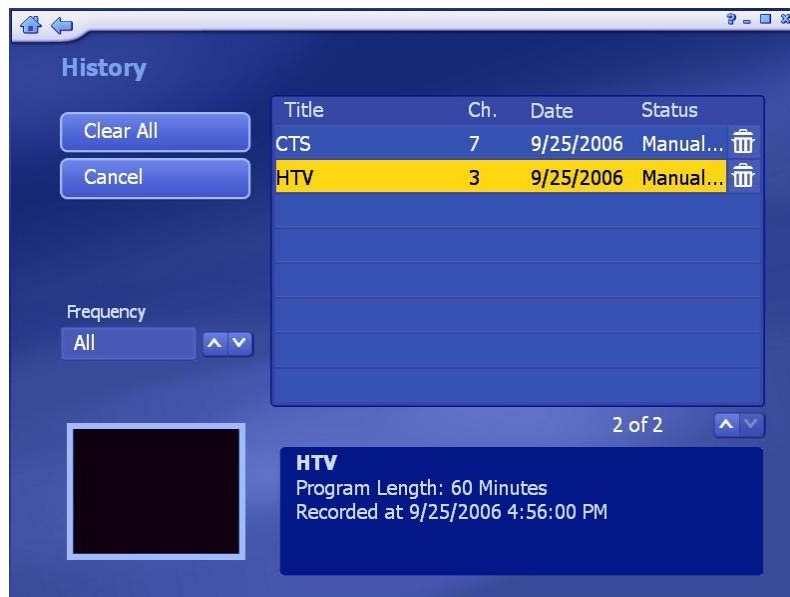 History
Clear All
Cancel
Title Ch. Date Status
CTS 7 9/25/2006 Manual...
HTV 3 9/25/2006 Manual...
Frequency
All
2 of 2
HTV
Program Length: 60 Minutes
Recorded at 9/25/2006 4:56:00 PM